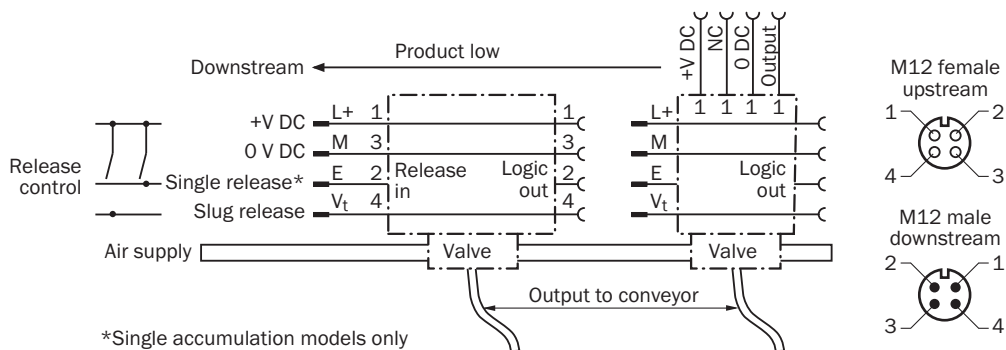 +V DC
NC
0 DC
Output
Product low
Downstream
1 1 1 1
+V DC L+ 1 1 L+
0 V DC M 3 3 M
Release control
Single release* E 2 Release in Logic out 2 E Logic out
Slug release Vt 4 4 Vt
Air supply Valve Valve
Output to conveyor
*Single accumulation models only
M12 female
upstream
1 2
4 3
M12 male
downstream
2 1
3 4